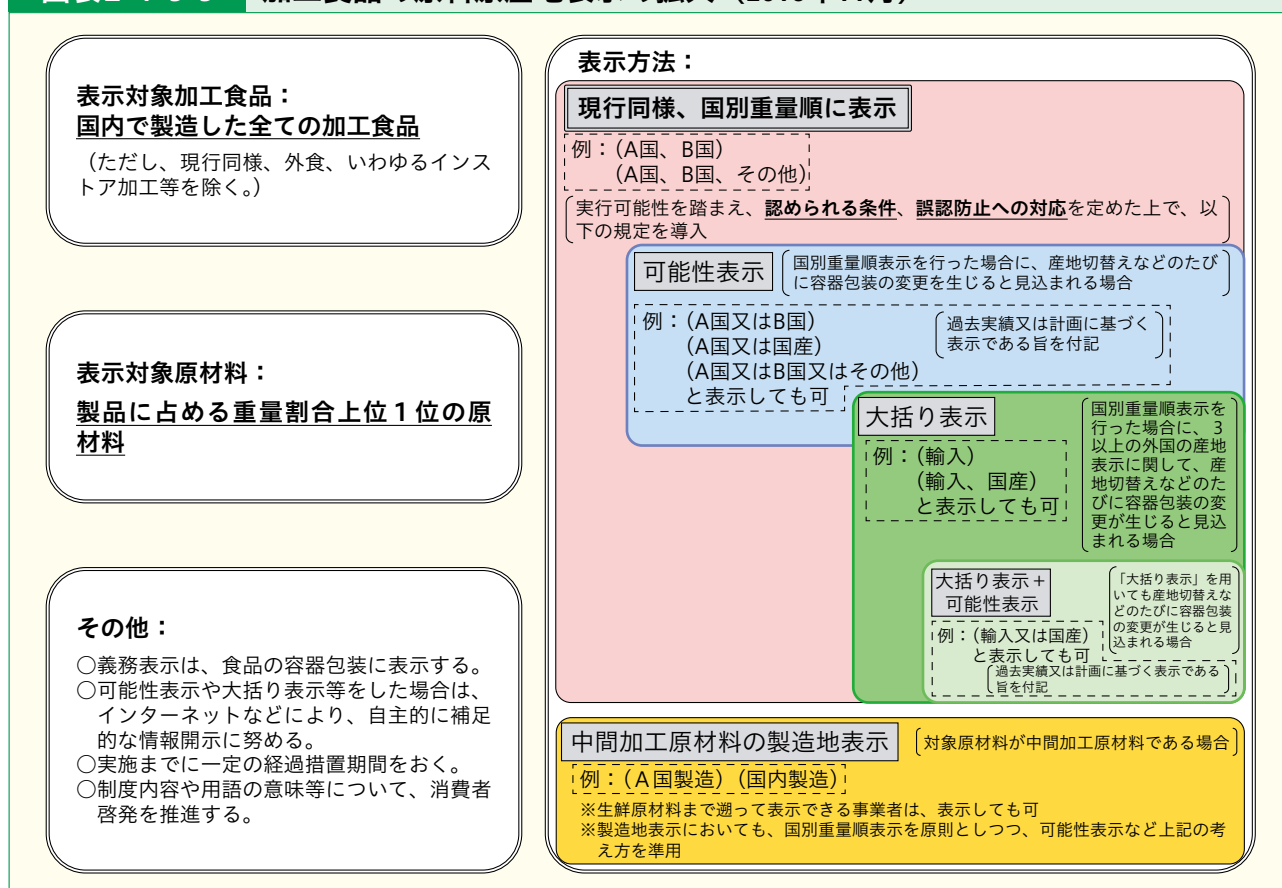 表示対象加工食品：
国内で製造した全ての加工食品
（ただし、現行同様、外食、いわゆるインス
トア加工等を除く。）
表示対象原材料：
製品に占める重量割合上位１位の原
材料
その他：
○義務表示は、食品の容器包装に表示する。
○可能性表示や大括り表示等をした場合は、
インターネットなどにより、自主的に補足
的な情報開示に努める。
○実施までに一定の経過措置期間をおく。
○制度内容や用語の意味等について、消費者
啓発を推進する。
表示方法：
現行同様、国別重量順に表示
例：（A国、B国）
（A国、B国、その他）
実行可能性を踏まえ、認められる条件、誤認防止への対応を定めた上で、以
下の規定を導入
可能性表示
国別重量順表示を行った場合に、産地切替えなどのたび
に容器包装の変更を生じると見込まれる場合
例：（A国又はB国）
（A国又は国産）
（A国又はB国又はその他）
と表示しても可
過去実績又は計画に基づく
表示である旨を付記
大括り表示
例：（輸入）
（輸入、国産）
と表示しても可
国別重量順表示を
行った場合に、３
以上の外国の産地
表示に関して、産
地切替えなどのた
びに容器包装の変
更が生じると見込
まれる場合
大括り表示＋
可能性表示
例：（輸入又は国産）
と表示しても可
「大括り表示」を用
いても産地切替えな
どのたびに容器包装
の変更が生じると見
込まれる場合
過去実績又は計画に基づく表示である
旨を付記
中間加工原材料の製造地表示
対象原材料が中間加工原材料である場合
例：（Ａ国製造）（国内製造）
※生鮮原材料まで遡って表示できる事業者は、表示しても可
※製造地表示においても、国別重量順表示を原則としつつ、可能性表示など上記の考
え方を準用